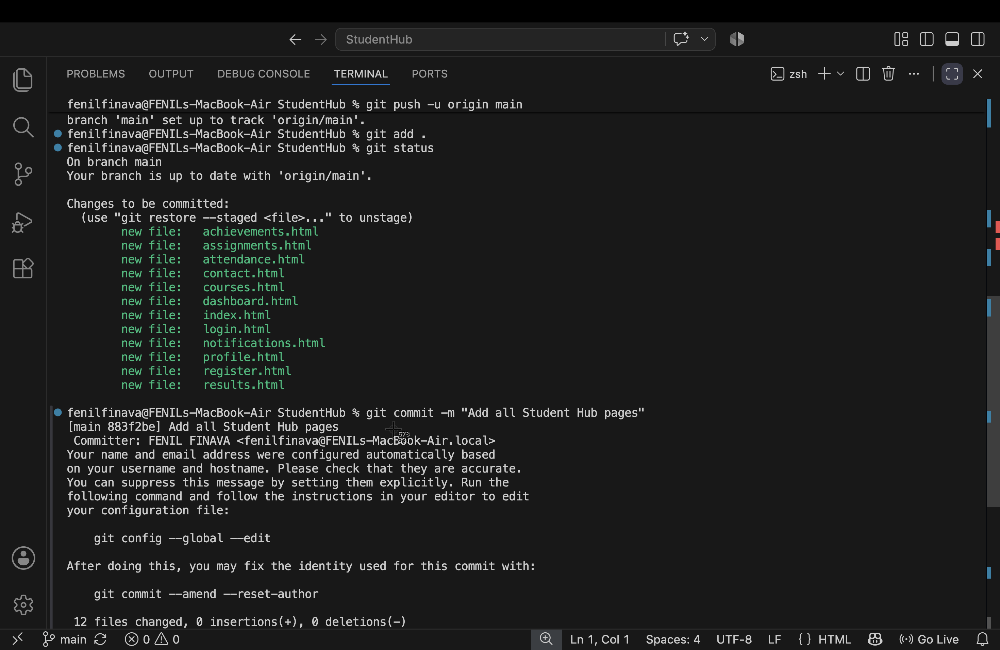 StudentHub
PROBLEMS OUTPUT DEBUG CONSOLE TERMINAL PORTS zsh
fenilfinava@FENILs-MacBook-Air StudentHub % git push -u origin main
branch 'main' set up to track 'origin/main'.
fenilfinava@FENILs-MacBook-Air StudentHub % git add .
fenilfinava@FENILs-MacBook-Air StudentHub % git status
On branch main
Your branch is up to date with 'origin/main'.
Changes to be committed:
(use "git restore --staged <file>..." to unstage)
new file: achievements.html
new file: assignments.html
new file: attendance.html
new file: contact.html
new file: courses.html
new file: dashboard.html
new file: index.html
new file: login.html
new file: notifications.html
new file: profile.html
new file: register.html
new file: results.html
fenilfinava@FENILs-MacBook-Air StudentHub % git commit -m "Add all Student Hub pages"
[main 883f2be] Add all Student Hub pages
Committer: FENIL FINAVA <fenilfinava@FENILs-MacBook-Air.local>
Your name and email address were configured automatically based
on your username and hostname. Please check that they are accurate.
You can suppress this message by setting them explicitly. Run the
following command and follow the instructions in your editor to edit
your configuration file:
git config --global --edit
After doing this, you may fix the identity used for this commit with:
git commit --amend --reset-author
12 files changed, 0 insertions(+), 0 deletions(-)
main 0 0 Ln 1, Col 1 Spaces: 4 UTF-8 LF { } HTML Go Live